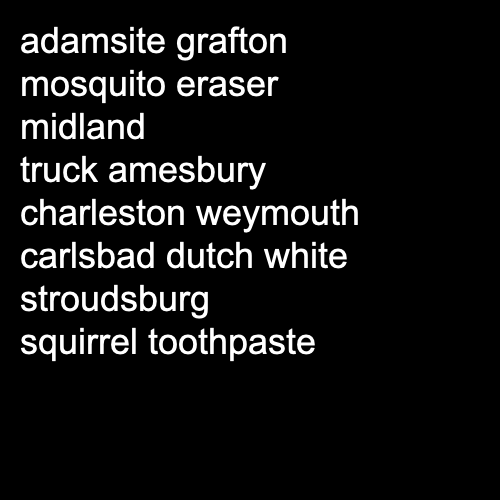 adamsite grafton
mosquito eraser
midland
truck amesbury
charleston weymouth
carlsbad dutch white
stroudsburg
squirrel toothpaste